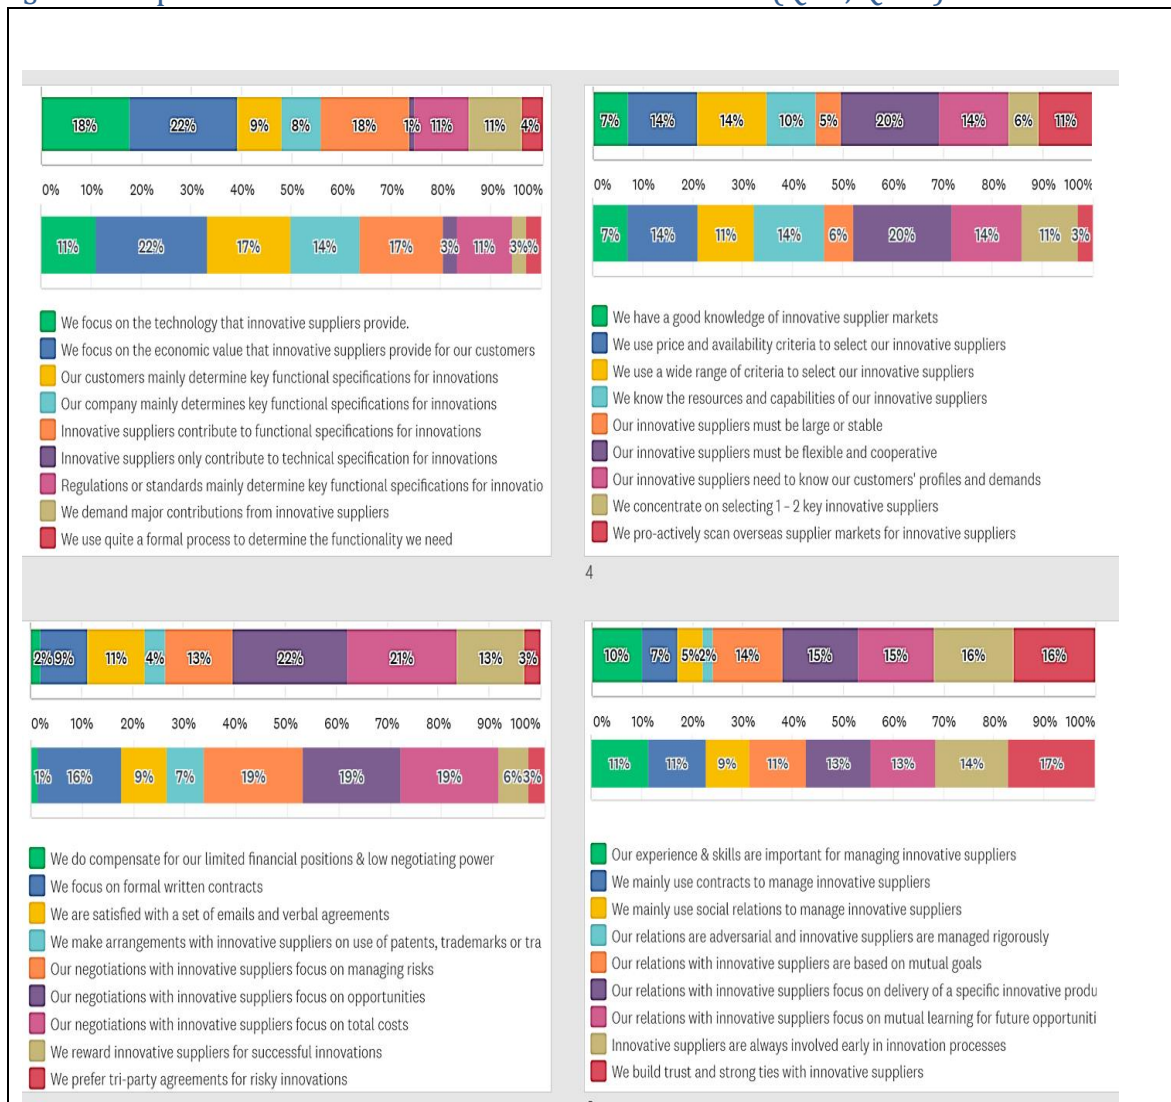 18% 22% 9% 8% 18% 1% 11% 11% 4%
0% 10% 20% 30% 40% 50% 60% 70% 80% 90% 100%
11% 22% 17% 14% 17% 3% 11% 3% %
We focus on the technology that innovative suppliers provide.
We focus on the economic value that innovative suppliers provide for our customers
Our customers mainly determine key functional specifications for innovations
Our company mainly determines key functional specifications for innovations
Innovative suppliers contribute to functional specifications for innovations
Innovative suppliers only contribute to technical specification for innovations
Regulations or standards mainly determine key functional specifications for innovatio
We demand major contributions from innovative suppliers
We use quite a formal process to determine the functionality we need
7% 14% 14% 10% 5% 20% 14% 6% 11%
0% 10% 20% 30% 40% 50% 60% 70% 80% 90% 100%
7% 14% 11% 14% 6% 20% 14% 11% 3%
We have a good knowledge of innovative supplier markets
We use price and availability criteria to select our innovative suppliers
We use a wide range of criteria to select our innovative suppliers
We know the resources and capabilities of our innovative suppliers
Our innovative suppliers must be large or stable
Our innovative suppliers must be flexible and cooperative
Our innovative suppliers need to know our customers' profiles and demands
We concentrate on selecting 1 – 2 key innovative suppliers
We pro-actively scan overseas supplier markets for innovative suppliers
4
2% 9% 11% 4% 13% 22% 21% 13% 3%
0% 10% 20% 30% 40% 50% 60% 70% 80% 90% 100%
1% 16% 9% 7% 19% 19% 19% 6% 3%
We do compensate for our limited financial positions & low negotiating power
We focus on formal written contracts
We are satisfied with a set of emails and verbal agreements
We make arrangements with innovative suppliers on use of patents, trademarks or tra
Our negotiations with innovative suppliers focus on managing risks
Our negotiations with innovative suppliers focus on opportunities
Our negotiations with innovative suppliers focus on total costs
We reward innovative suppliers for successful innovations
We prefer tri-party agreements for risky innovations
10% 7% 5% 2% 14% 15% 15% 16% 16%
0% 10% 20% 30% 40% 50% 60% 70% 80% 90% 100%
11% 11% 9% 11% 13% 13% 14% 17%
Our experience & skills are important for managing innovative suppliers
We mainly use contracts to manage innovative suppliers
We mainly use social relations to manage innovative suppliers
Our relations are adversarial and innovative suppliers are managed rigorously
Our relations with innovative suppliers are based on mutual goals
Our relations with innovative suppliers focus on delivery of a specific innovative produ
Our relations with innovative suppliers focus on mutual learning for future opportuniti
Innovative suppliers are always involved early in innovation processes
We build trust and strong ties with innovative suppliers